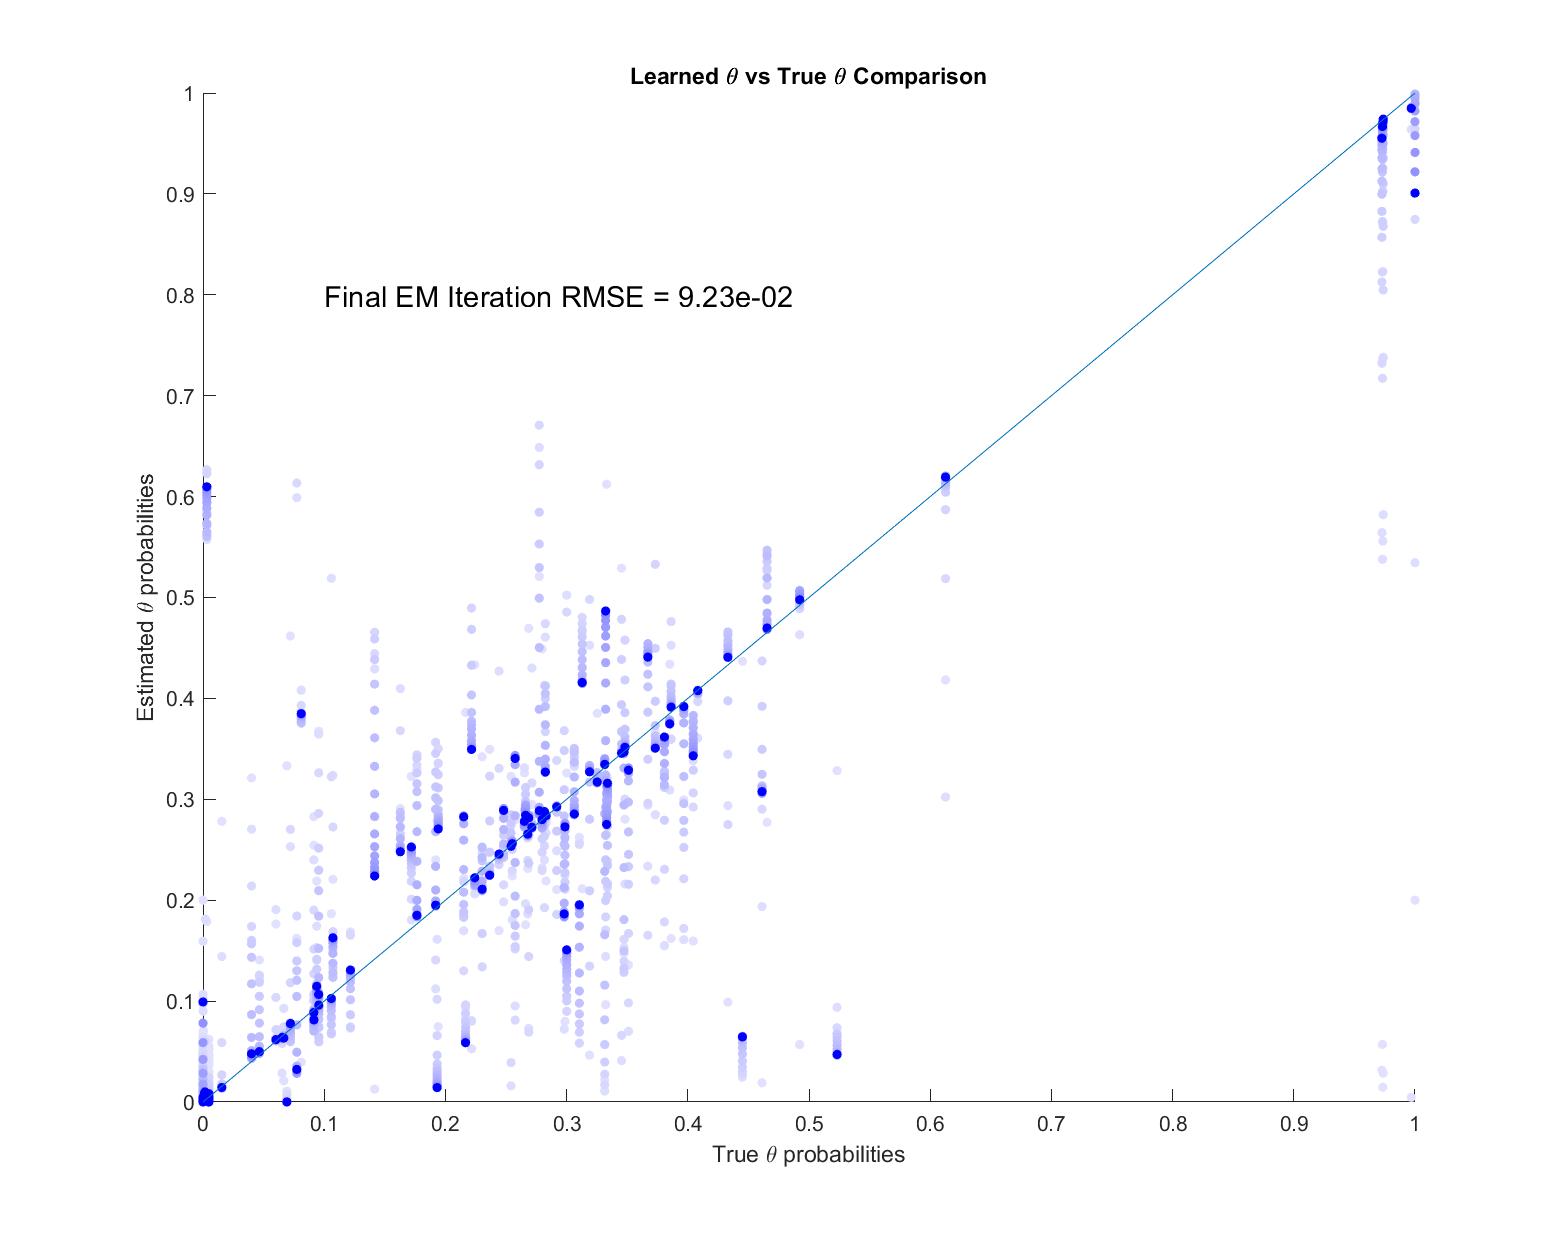 Learned θ vs True θ Comparison
1
0.9
0.8
Final EM Iteration RMSE = 9.23e-02
0.7
0.6
0.5
0.4
0.3
0.2
0.1
0
Estimated θ probabilities
0 0.1 0.2 0.3 0.4 0.5 0.6 0.7 0.8 0.9 1
True θ probabilities